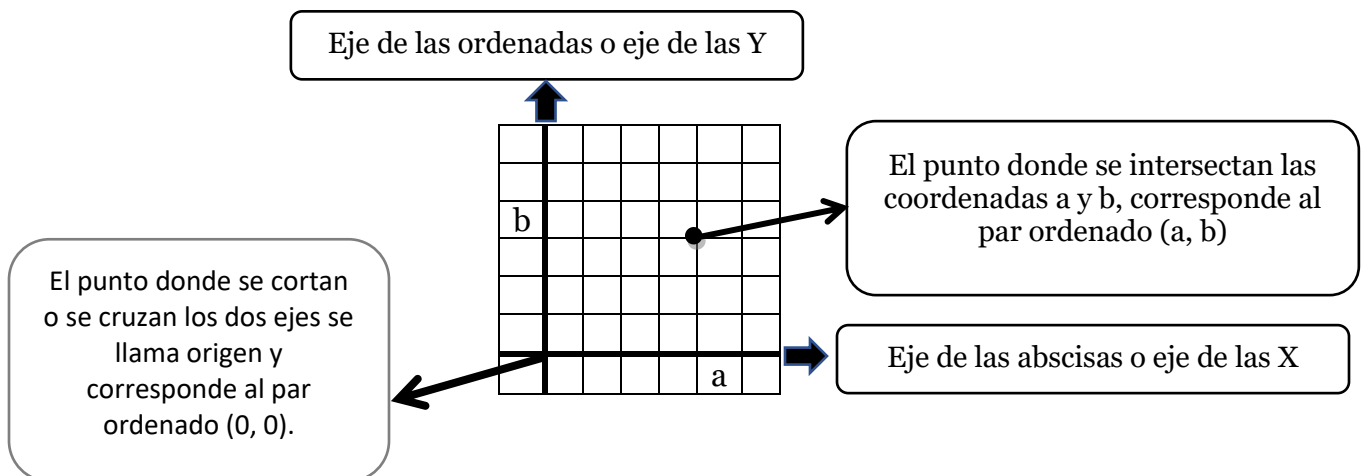 Eje de las ordenadas o eje de las Y
El punto donde se intersectan las
coordenadas a y b, corresponde al
par ordenado (a, b)
b
El punto donde se cortan
o se cruzan los dos ejes se
llama origen y
corresponde al par
ordenado (0, 0).
Eje de las abscisas o eje de las X
a